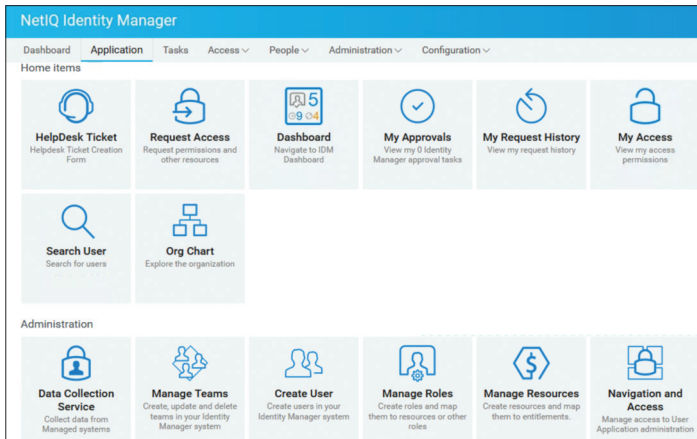 NetIQ Identity Manager
Dashboard Application Tasks Access People Administration Configuration
Home items
HelpDesk Ticket
Helpdesk Ticket Creation
Form
Request Access
Request permissions and
other resources
5
9 4
Dashboard
Navigate to IDM
Dashboard
My Approvals
View my 0 Identity
Manager approval tasks
My Request History
View my request history
My Access
View my access
permissions
Search User
Search for users
Org Chart
Explore the organization
Administration
Data Collection
Service
Collect data from
Managed systems
Manage Teams
Create, update and delete
teams in your Identity
Manager system
Create User
Create users in your
Identity Manager system
Manage Roles
Create roles and map
them to resources or other
roles
$
Manage Resources
Create resources and map
them to entitlements.
Navigation and
Access
Manage access to User
Application administration